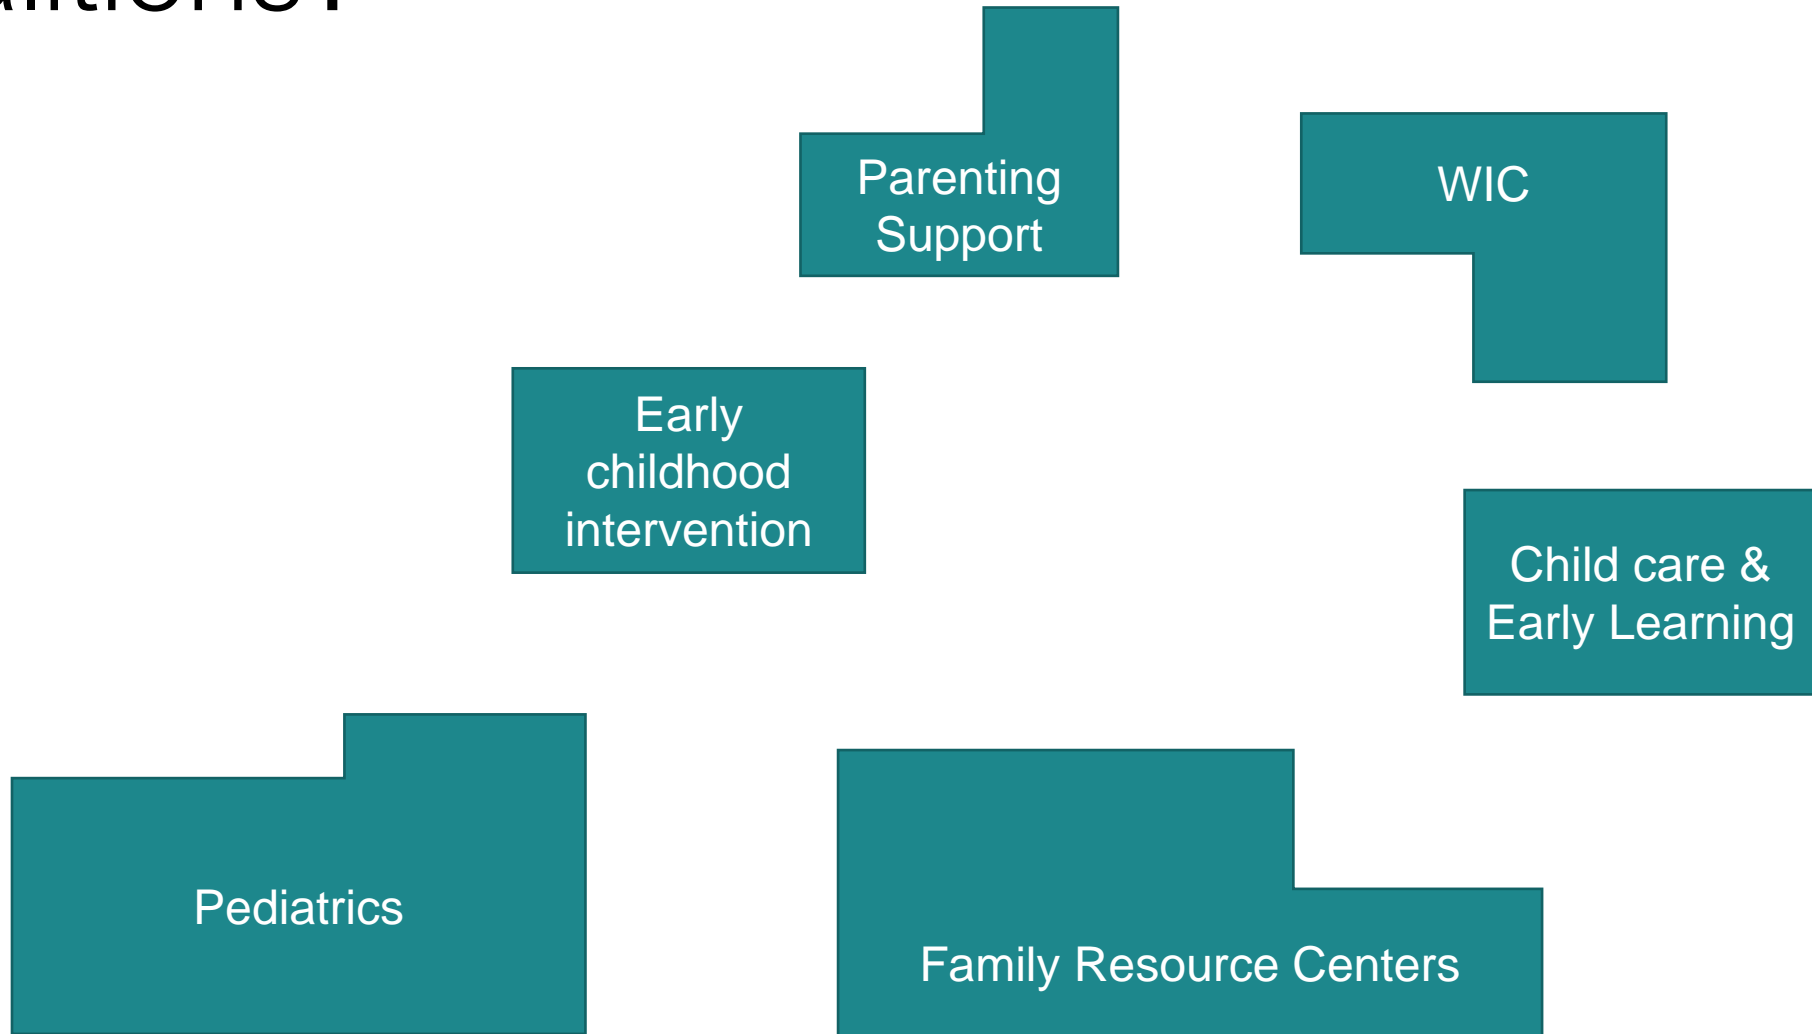 Parenting
Support
WIC
Early
childhood
intervention
Child care &
Early Learning
Pediatrics
Family Resource Centers